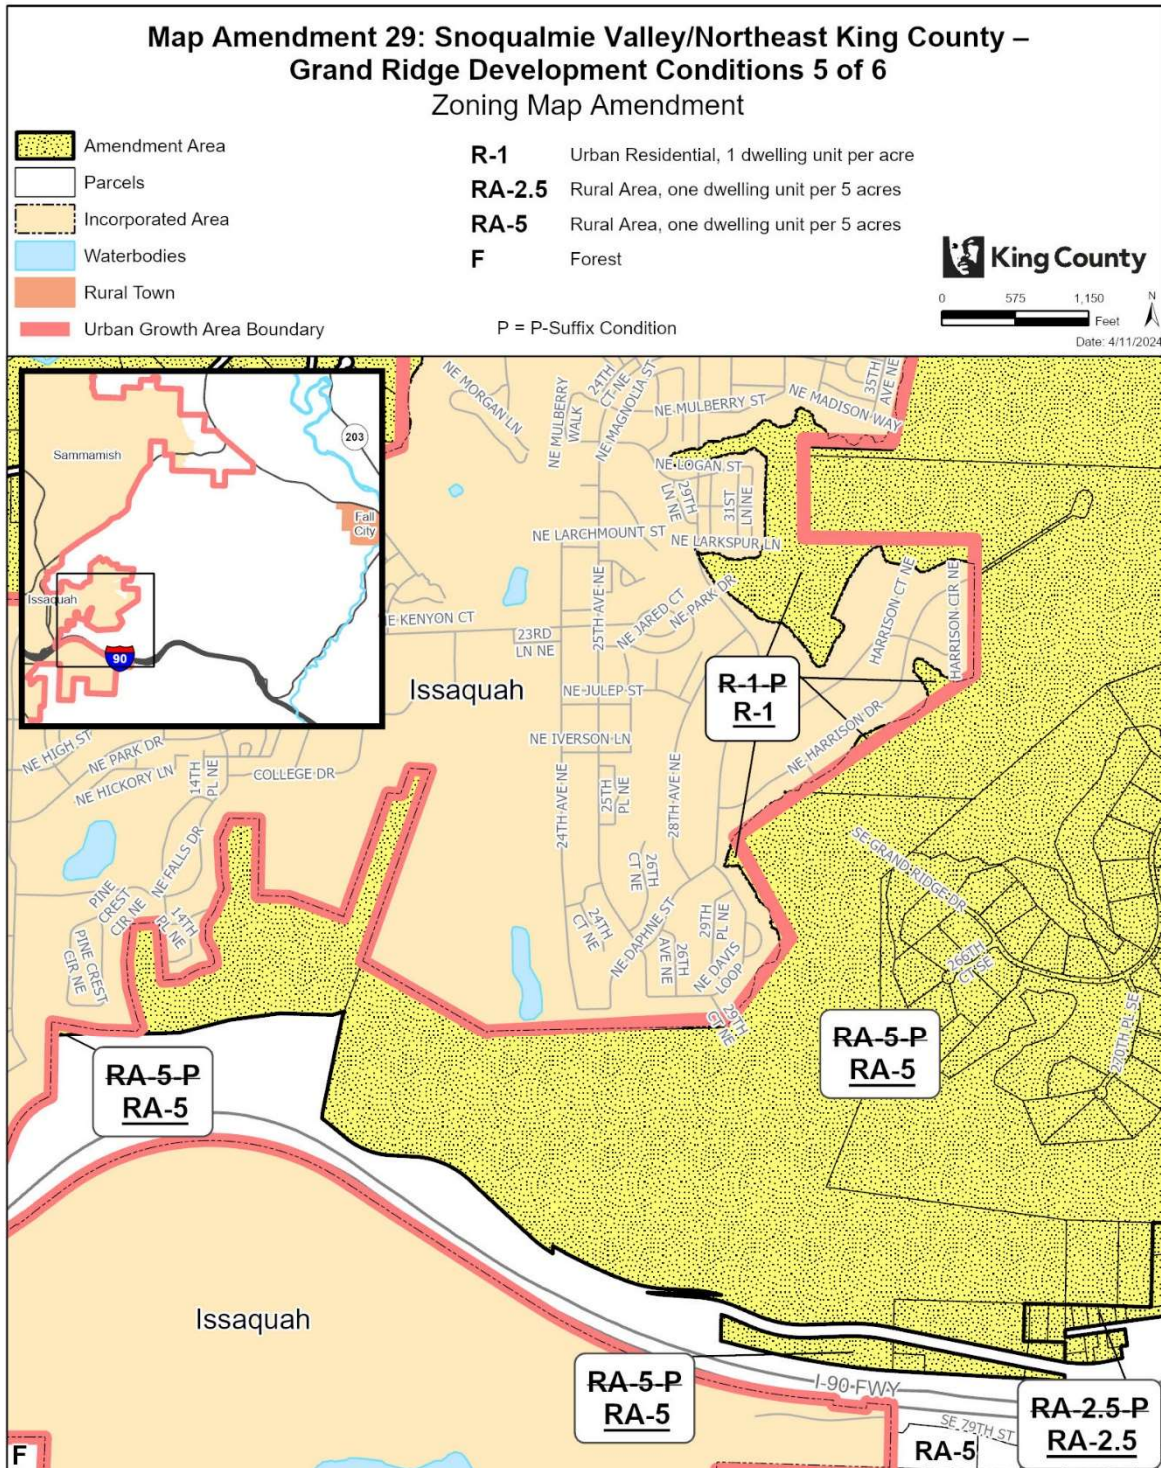 Map Amendment 29: Snoqualmie Valley/Northeast King County –
Grand Ridge Development Conditions 5 of 6
Zoning Map Amendment
Amendment Area
Parcels
Incorporated Area
Waterbodies
Rural Town
Urban Growth Area Boundary
R-1 Urban Residential, 1 dwelling unit per acre
RA-2.5 Rural Area, one dwelling unit per 5 acres
RA-5 Rural Area, one dwelling unit per 5 acres
F Forest
P = P-Suffix Condition
King County
0 575 1,150
Feet
N
Date: 4/11/2024
Sammamish
203
Fall
City
Issaquah
90
NE MORGAN LN
NE MULBERRY
WALK
24TH
CT NE
NE MAGNOLIA ST
NE MULBERRY ST
NE MADISON WAY
35TH
AVE NE
NE LOGAN ST
29TH
LN NE
31ST
LN NE
NE LARCHMOUNT ST
NE LARKSPUR LN
NE KENYON CT
23RD
LN NE
25TH AVE NE
NE JARED CT
NE PARK DR
HARRISON CT NE
HARRISON CIR NE
Issaquah
NE JULEP ST
R-1-P
R-1
NE IVERSON LN
NE HARRISON DR
NE HIGH ST
NE PARK DR
NE HICKORY LN
14TH
PL NE
COLLEGE DR
24TH AVE NE
25TH
PL NE
28TH AVE NE
26TH
CT NE
SE GRAND RIDGE DR
NE FALLS DR
PINE
CREST
CIR NE
14TH
PL NE
PINE CREST
CIR NE
24TH
CT NE
NE DAPHNE ST
29TH
PL NE
26TH
AVE NE
NE DAVIS
LOOP
29TH
CT NE
266TH
CT SE
270TH PL SE
RA-5-P
RA-5
RA-5-P
RA-5
Issaquah
RA-5-P
RA-5
I-90 FWY
SE 79TH ST
RA-2.5-P
RA-2.5
RA-5
F